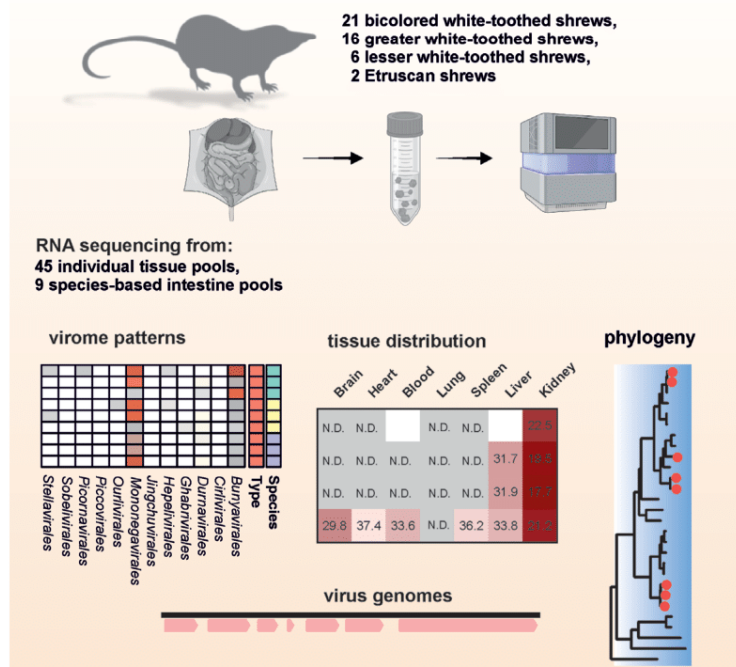 21 bicolored white-toothed shrews,
16 greater white-toothed shrews,
6 lesser white-toothed shrews,
2 Etruscan shrews
RNA sequencing from:
45 individual tissue pools,
9 species-based intestine pools
virome patterns
tissue distribution
phylogeny
Brain
Heart
Blood
Lung
Spleen
Liver
Kidney
N.D. N.D. N.D. N.D. 22.5
N.D. N.D. N.D. N.D. N.D. 31.7
N.D. N.D. N.D. N.D. N.D. 31.9
29.8 37.4 33.6 N.D. 36.2 33.8
Stellavirales
Sobelivirales
Picornavirales
Piccovirales
Ourlivirales
Mononegavirales
Jingchuvirales
Hepelivirales
Ghabrivirales
Durnavirales
Cirlivirales
Bunyavirales
Type
Species
virus genomes